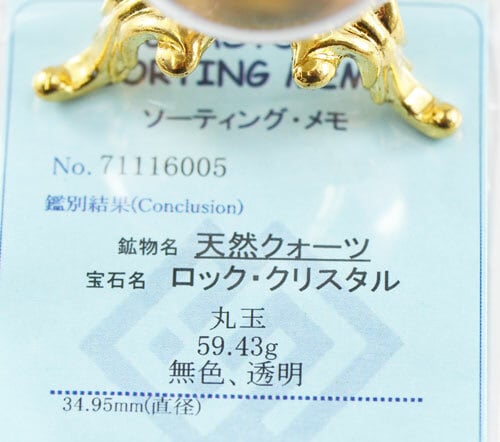 SORTING MEMO
ソーティング・メモ
No. 71116005
鑑別結果(Conclusion)
鉱物名 天然クォーツ
宝石名 ロック・クリスタル
丸玉
59.43g
無色、透明
34.95mm(直径)